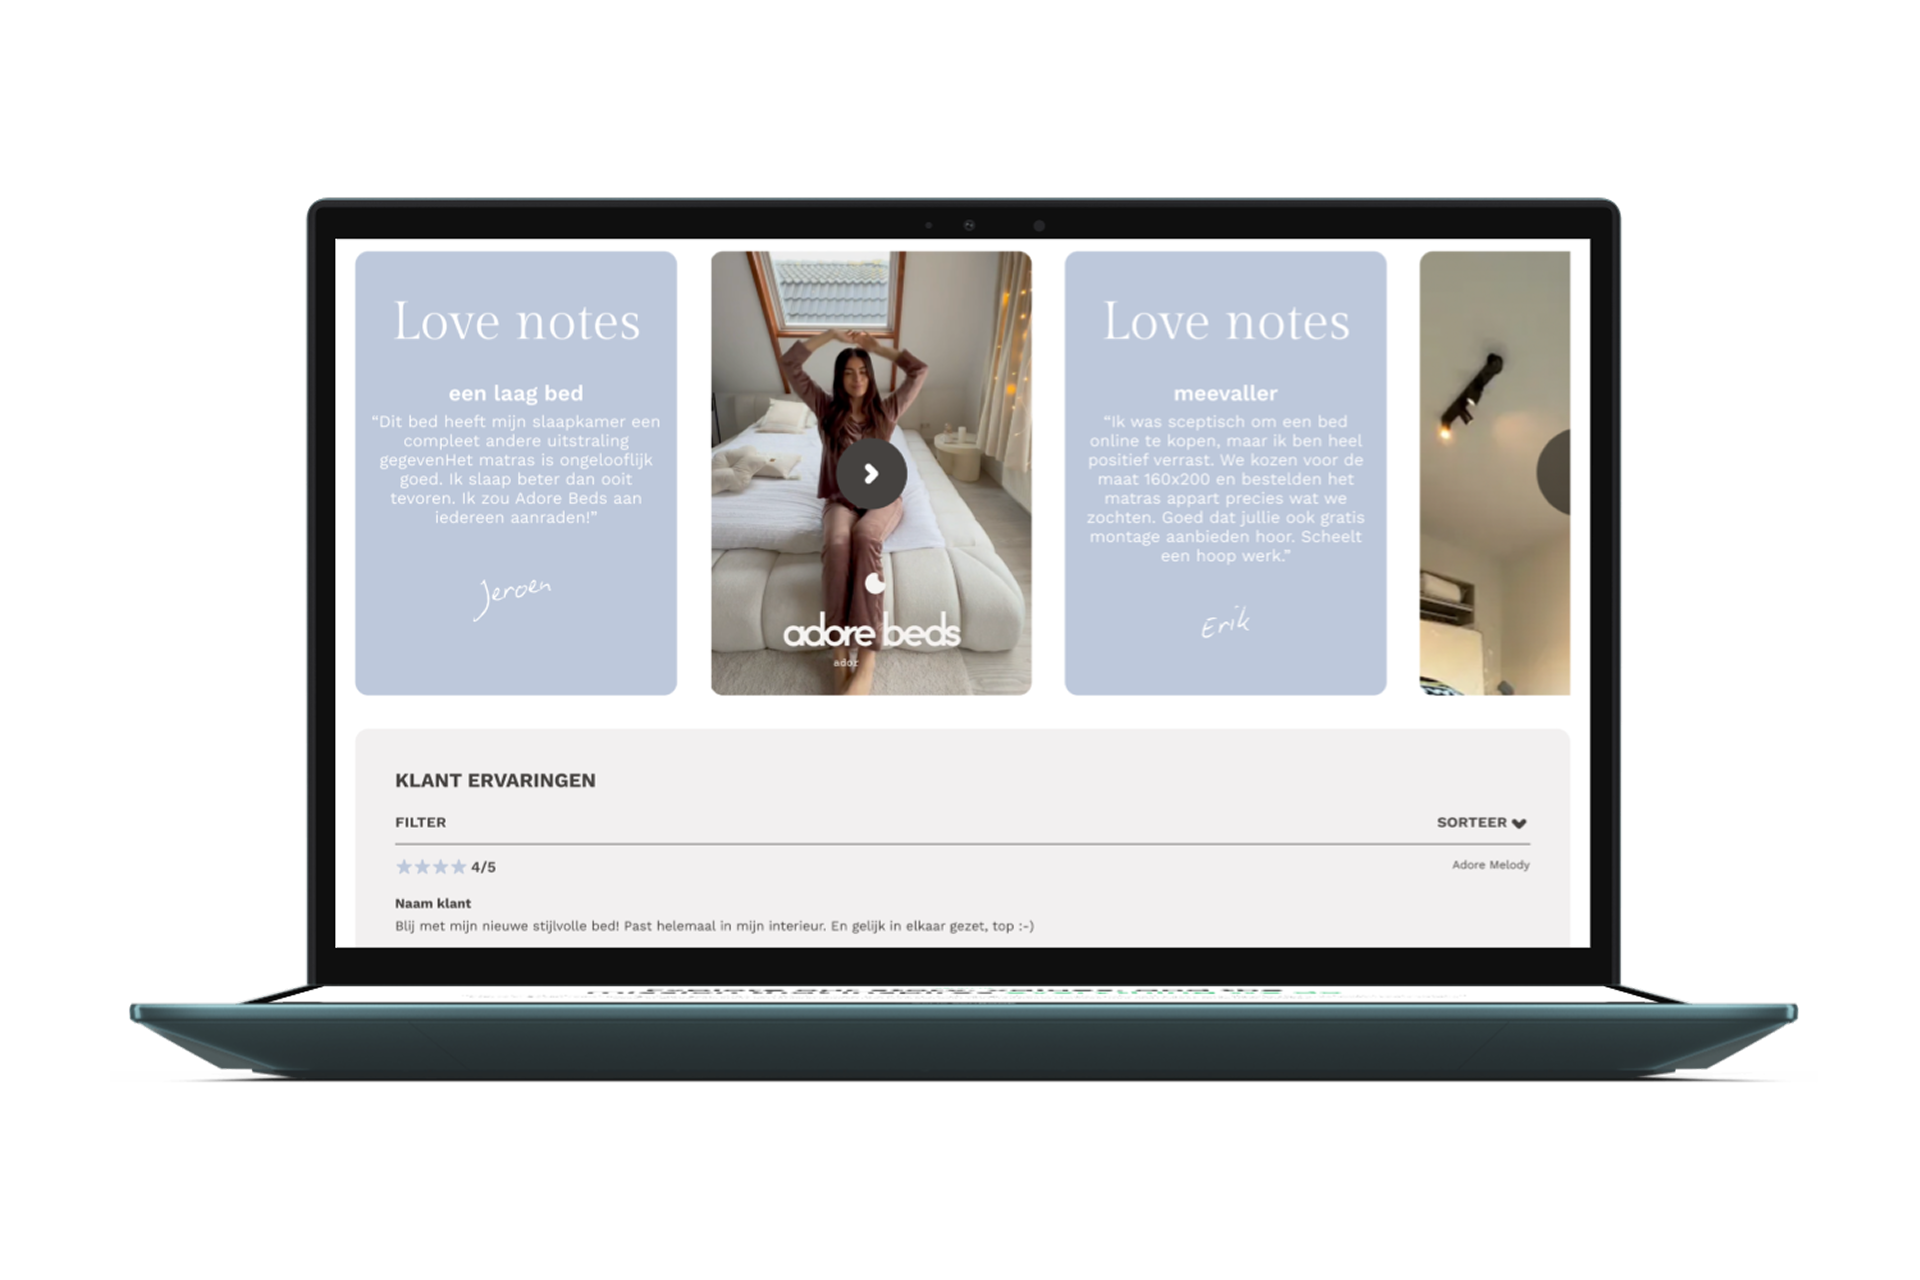 Love notes
een laag bed
“Dit bed heeft mijn slaapkamer een
compleet andere uitstraling
gegevenHet matras is ongelooflijk
goed. Ik slaap beter dan ooit
tevoren. Ik zou Adore Beds aan
iedereen aanraden!”
Jeroen
adore beds
ador
Love notes
meevaller
“Ik was sceptisch om een bed
online te kopen, maar ik ben heel
positief verrast. We kozen voor de
maat 160x200 en bestelden het
matras appart precies wat we
zochten. Goed dat jullie ook gratis
montage aanbieden hoor. Scheelt
een hoop werk.”
Erik
KLANT ERVARINGEN
FILTER
SORTEER
4/5
Adore Melody
Naam klant
Blij met mijn nieuwe stijlvolle bed! Past helemaal in mijn interieur. En gelijk in elkaar gezet, top :-)